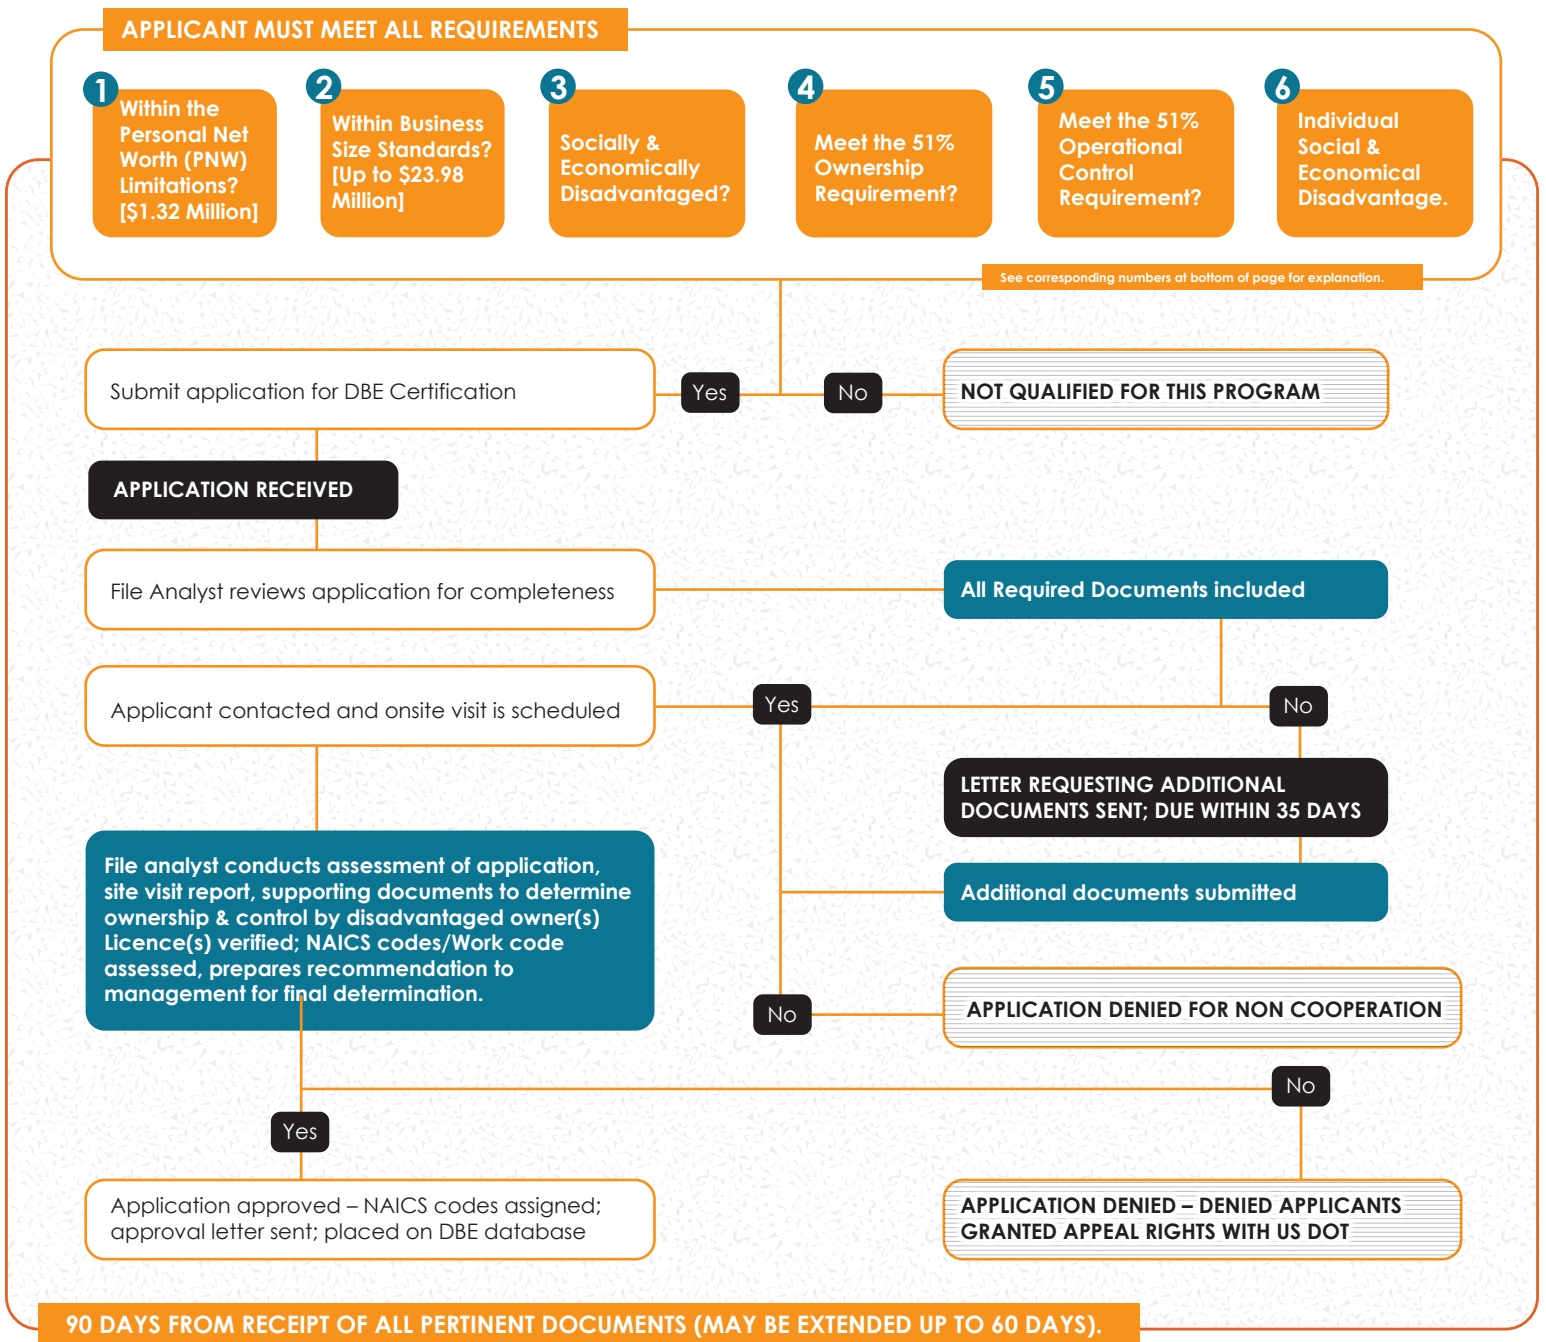 APPLICANT MUST MEET ALL REQUIREMENTS
1
Within the
Personal Net
Worth (PNW)
Limitations?
[$1.32 Million]
2
Within Business
Size Standards?
[Up to $23.98
Million]
3
Socially &
Economically
Disadvantaged?
4
Meet the 51%
Ownership
Requirement?
5
Meet the 51%
Operational
Control
Requirement?
6
Individual
Social &
Economical
Disadvantage.
See corresponding numbers at bottom of page for explanation.
Submit application for DBE Certification
Yes
No
NOT QUALIFIED FOR THIS PROGRAM
APPLICATION RECEIVED
File Analyst reviews application for completeness
All Required Documents included
Applicant contacted and onsite visit is scheduled
Yes
No
LETTER REQUESTING ADDITIONAL
DOCUMENTS SENT; DUE WITHIN 35 DAYS
File analyst conducts assessment of application,
site visit report, supporting documents to determine
ownership & control by disadvantaged owner(s)
Licence(s) verified; NAICS codes/Work code
assessed, prepares recommendation to
management for final determination.
Additional documents submitted
No
APPLICATION DENIED FOR NON COOPERATION
No
Yes
Application approved – NAICS codes assigned;
approval letter sent; placed on DBE database
APPLICATION DENIED – DENIED APPLICANTS
GRANTED APPEAL RIGHTS WITH US DOT
90 DAYS FROM RECEIPT OF ALL PERTINENT DOCUMENTS (MAY BE EXTENDED UP TO 60 DAYS).